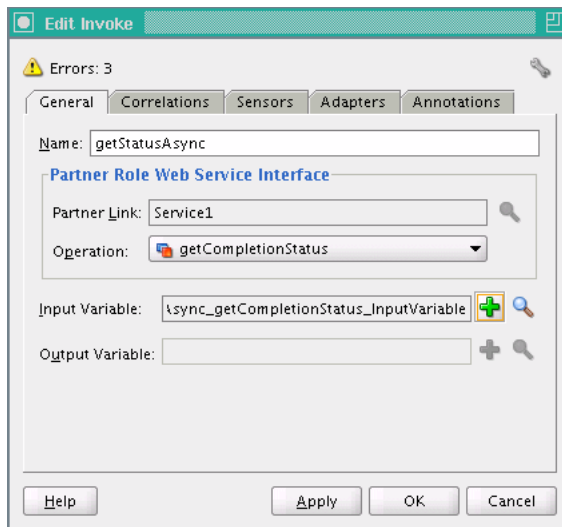 Edit Invoke
Errors: 3
General Correlations Sensors Adapters Annotations
Name: getStatusAsync
Partner Role Web Service Interface
Partner Link: Service1
Operation: getCompletionStatus
Input Variable: \sync_getCompletionStatus_InputVariable
Output Variable:
Help Apply OK Cancel